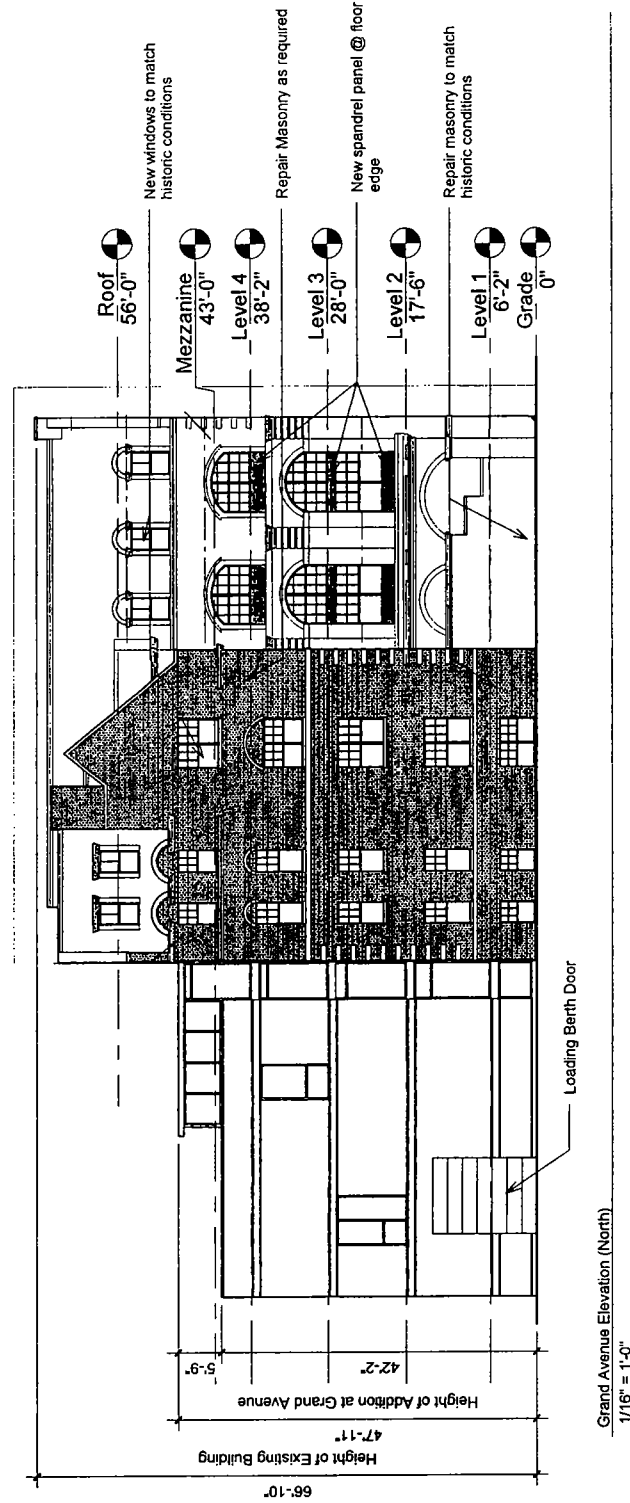 New windows to match
historic conditions
Roof
56'-0"
Mezzanine
43'-0"
Level 4
38'-2"
Repair Masonry as required
Level 3
28'-0"
New spandrel panel @ floor
edge
Level 2
17'-6"
Repair masonry to match
historic conditions
Level 1
6'-2"
Grade
0"
Loading Berth Door
5'-9"
42'-2"
Height of Addition at Grand Avenue
47'-11"
Height of Existing Building
66'-10"
Grand Avenue Elevation (North)
1/16" = 1'-0"